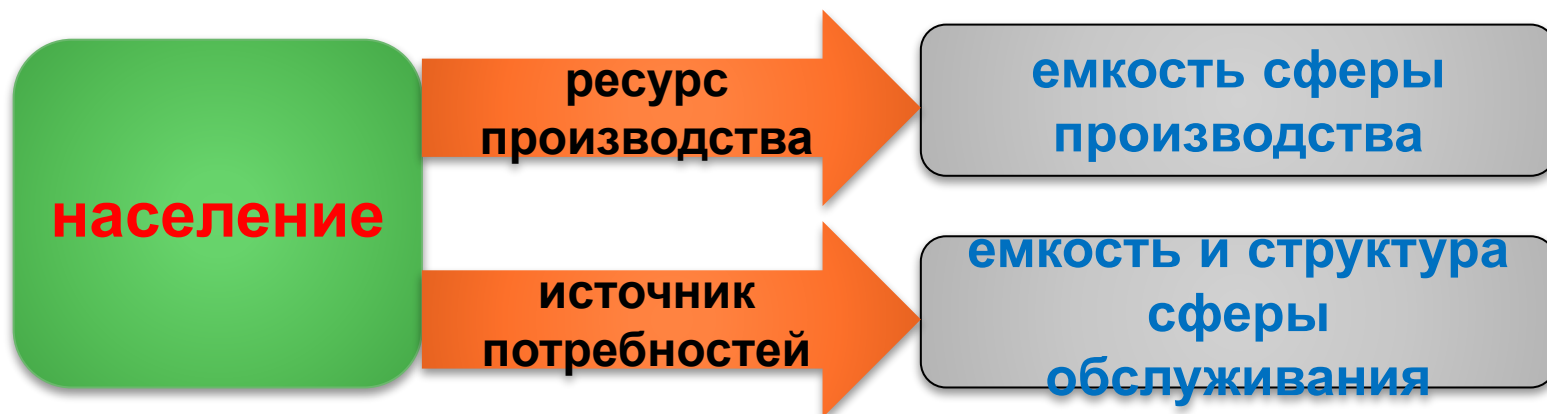 население
ресурс
производства
емкость сферы
производства
источник
потребностей
емкость и структура
сферы
обслуживания